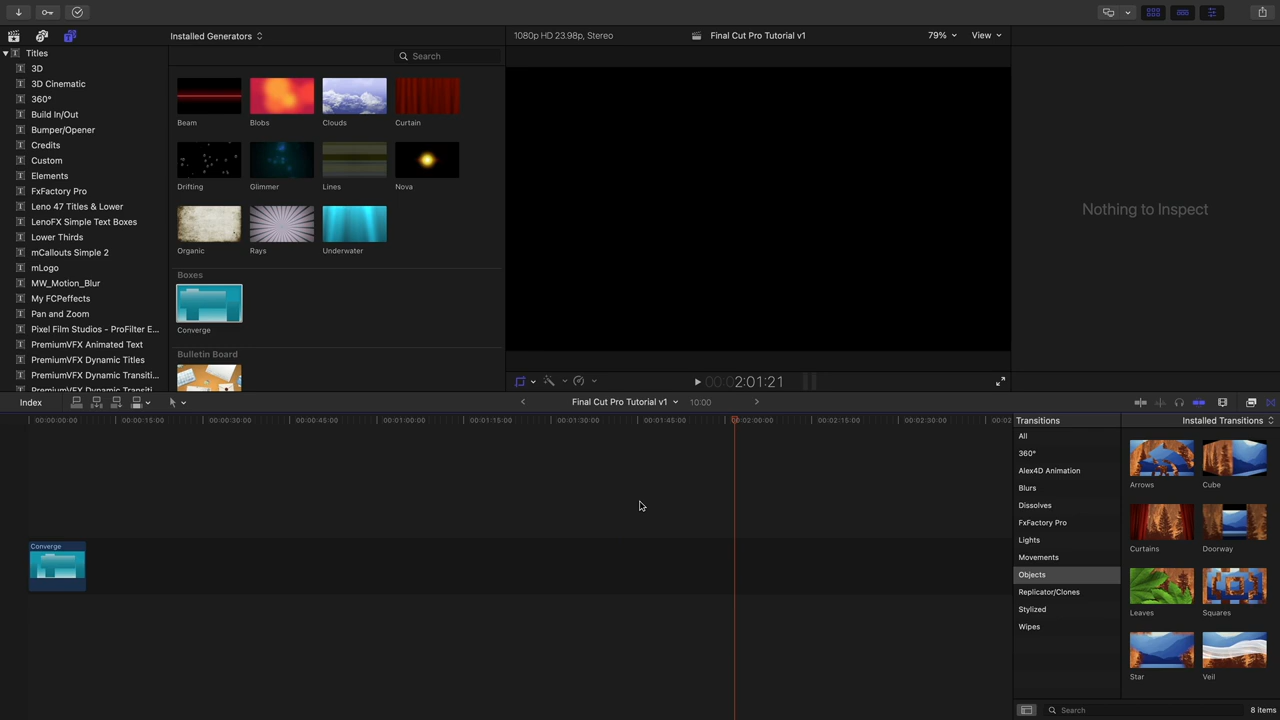 Installed Generators
1080p HD 23.98p, Stereo
Final Cut Pro Tutorial v1
79%
View
Titles
3D
3D Cinematic
360°
Build In/Out
Bumper/Opener
Credits
Custom
Elements
FxFactory Pro
Leno 47 Titles & Lower
LenoFX Simple Text Boxes
Lower Thirds
mCallouts Simple 2
mLogo
MW_Motion_Blur
My FCPeffects
Pan and Zoom
Pixel Film Studios - ProFilter E...
PremiumVFX Animated Text
PremiumVFX Dynamic Titles
PremiumVFX Dynamic Transiti...
PremiumVFX Dynamic Transiti...
Search
Beam
Blobs
Clouds
Curtain
Drifting
Glimmer
Lines
Nova
Organic
Rays
Underwater
Boxes
Converge
Bulletin Board
Nothing to Inspect
00:00:02:01:21
Index
Final Cut Pro Tutorial v1
10:00
00:00:00:00
00:00:15:00
00:00:30:00
00:00:45:00
00:01:00:00
00:01:15:00
00:01:30:00
00:01:45:00
00:02:00:00
00:02:15:00
00:02:30:00
00:02
Converge
Transitions
Installed Transitions
All
360°
Alex4D Animation
Blurs
Dissolves
FxFactory Pro
Lights
Movements
Objects
Replicator/Clones
Stylized
Wipes
Arrows
Cube
Curtains
Doorway
Leaves
Squares
Star
Veil
Search
8 items